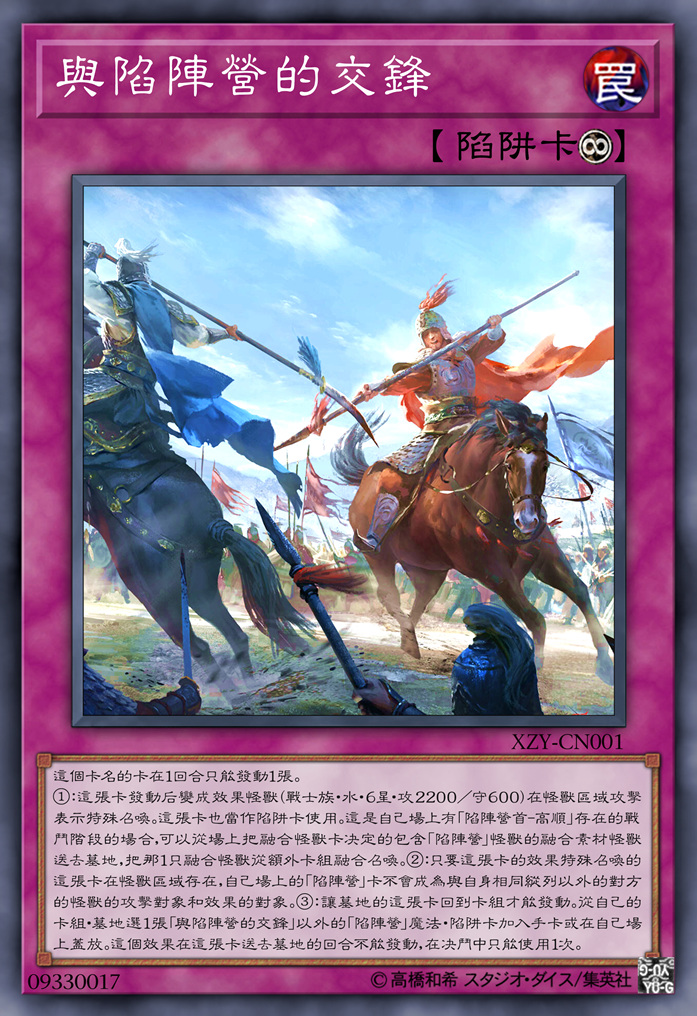 與陷陣營的交鋒
罠
【陷阱卡♾】
XZY-CN001
這個卡名的卡在1回合只能發動1張。
①:這張卡發動后變成效果怪獸(戰士族·水·6星·攻2200/守600)在怪獸區域攻擊
表示特殊召喚。這張卡也當作陷阱卡使用。這是自己場上有「陷陣營首-高順」存在的戰
鬥階段的場合,可以從場上把融合怪獸卡決定的包含「陷陣營」怪獸的融合素材怪獸
送去墓地,把那1只融合怪獸從額外卡組融合召喚。②:只要這張卡的效果特殊召喚的
這張卡在怪獸區域存在,自己場上的「陷陣營」卡不會成為與自身相同縱列以外的對方
的怪獸的攻擊對象和效果的對象。③:讓墓地的這張卡回到卡組才能發動。從自己的
卡組·墓地選1張「與陷陣營的交鋒」以外的「陷陣營」魔法·陷阱卡加入手卡或在自己場
上蓋放。這個效果在這張卡送去墓地的回合不能發動,在決鬥中只能使用1次。
09330017
©高橋和希 スタジオ・ダイス/集英社